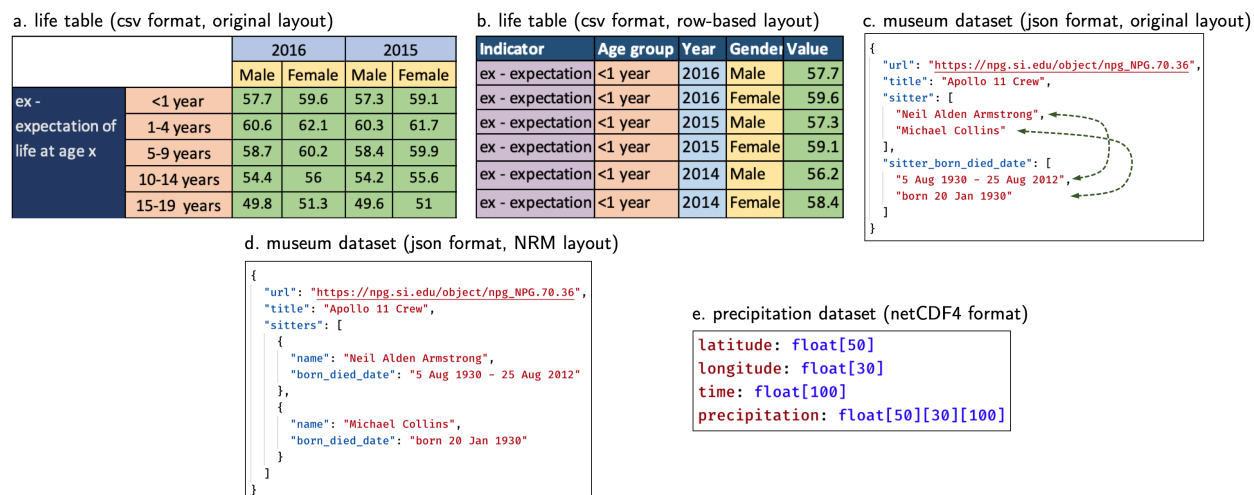 a. life table (csv format, original layout)
2016 2015
Male Female Male Female
ex - expectation of life at age x
<1 year 57.7 59.6 57.3 59.1
1-4 years 60.6 62.1 60.3 61.7
5-9 years 58.7 60.2 58.4 59.9
10-14 years 54.4 56 54.2 55.6
15-19 years 49.8 51.3 49.6 51
b. life table (csv format, row-based layout)
Indicator Age group Year Gender Value
ex - expectation <1 year 2016 Male 57.7
ex - expectation <1 year 2016 Female 59.6
ex - expectation <1 year 2015 Male 57.3
ex - expectation <1 year 2015 Female 59.1
ex - expectation <1 year 2014 Male 56.2
ex - expectation <1 year 2014 Female 58.4
c. museum dataset (json format, original layout)
{
"url": "https://npg.si.edu/object/npg_NPG.70.36",
"title": "Apollo 11 Crew",
"sitter": [
"Neil Alden Armstrong",
"Michael Collins"
],
"sitter_born_died_date": [
"5 Aug 1930 - 25 Aug 2012",
"born 20 Jan 1930"
]
}
d. museum dataset (json format, NRM layout)
{
"url": "https://npg.si.edu/object/npg_NPG.70.36",
"title": "Apollo 11 Crew",
"sitters": [
{
"name": "Neil Alden Armstrong",
"born_died_date": "5 Aug 1930 - 25 Aug 2012"
},
{
"name": "Michael Collins",
"born_died_date": "born 20 Jan 1930"
}
]
}
e. precipitation dataset (netCDF4 format)
latitude: float[50]
longitude: float[30]
time: float[100]
precipitation: float[50][30][100]